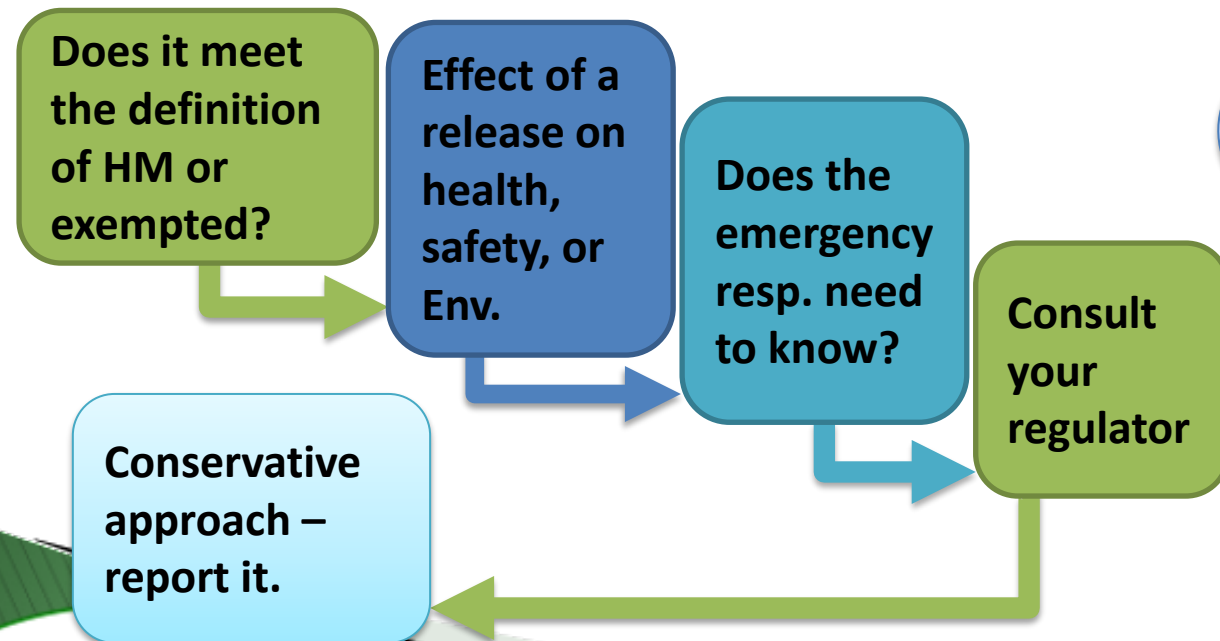 Does it meet
the definition
of HM or
exempted?
Effect of a
release on
health,
safety, or
Env.
Does the
emergency
resp. need
to know?
Consult
your
regulator
Conservative
approach –
report it.